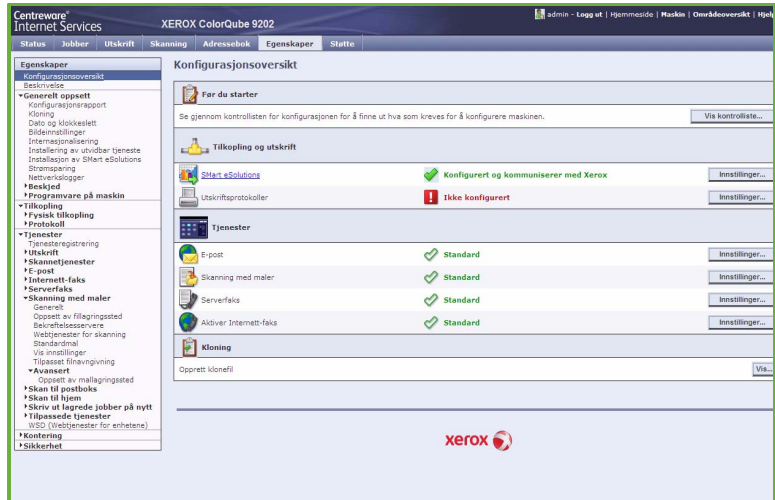 Centreware®
Internet Services
XEROX ColorQube 9202
admin - Logg ut | Hjemmeside | Maskin | Områdeoversikt | Hjelp
Status Jobber Utskrift Skanning Adressebok Egenskaper Støtte
Egenskaper
Konfigurasjonsoversikt
Beskrivelse
Generelt oppsett
Konfigurasjonsrapport
Kloning
Dato og klokkeslett
Bildeinnstillinger
Internasjonalisering
Installering av utvidbar tjeneste
Installasjon av SMart eSolutions
Strømsparing
Nettverkslogger
Beskjed
Programvare på maskin
Tilkopling
Fysisk tilkopling
Protokoll
Tjenester
Tjenesteregistrering
Utskrift
Skannetjenester
E-post
Internett-faks
Serverfaks
Skanning med maler
Generelt
Oppsett av fillagringssted
Bekreftelsesservere
Webtjenester for skanning
Standardmal
Vis innstillinger
Tilpasset filnavngivning
Avansert
Oppsett av mallagringssted
Skan til postboks
Skan til hjem
Skriv ut lagrede jobber på nytt
Tilpassede tjenester
WSD (Webtjenester for enhetene)
Kontering
Sikkerhet
Konfigurasjonsoversikt
Før du starter
Se gjennom kontrollisten for konfigurasjonen for å finne ut hva som kreves for å konfigurere maskinen. Vis kontrolliste...
Tilkopling og utskrift
SMart eSolutions Konfigurert og kommuniserer med Xerox Innstillinger...
Utskriftsprotokoller Ikke konfigurert Innstillinger...
Tjenester
E-post Standard Innstillinger...
Skanning med maler Standard Innstillinger...
Serverfaks Standard Innstillinger...
Aktiver Internett-faks Standard Innstillinger...
Kloning
Opprett klonefil Vis...
xerox